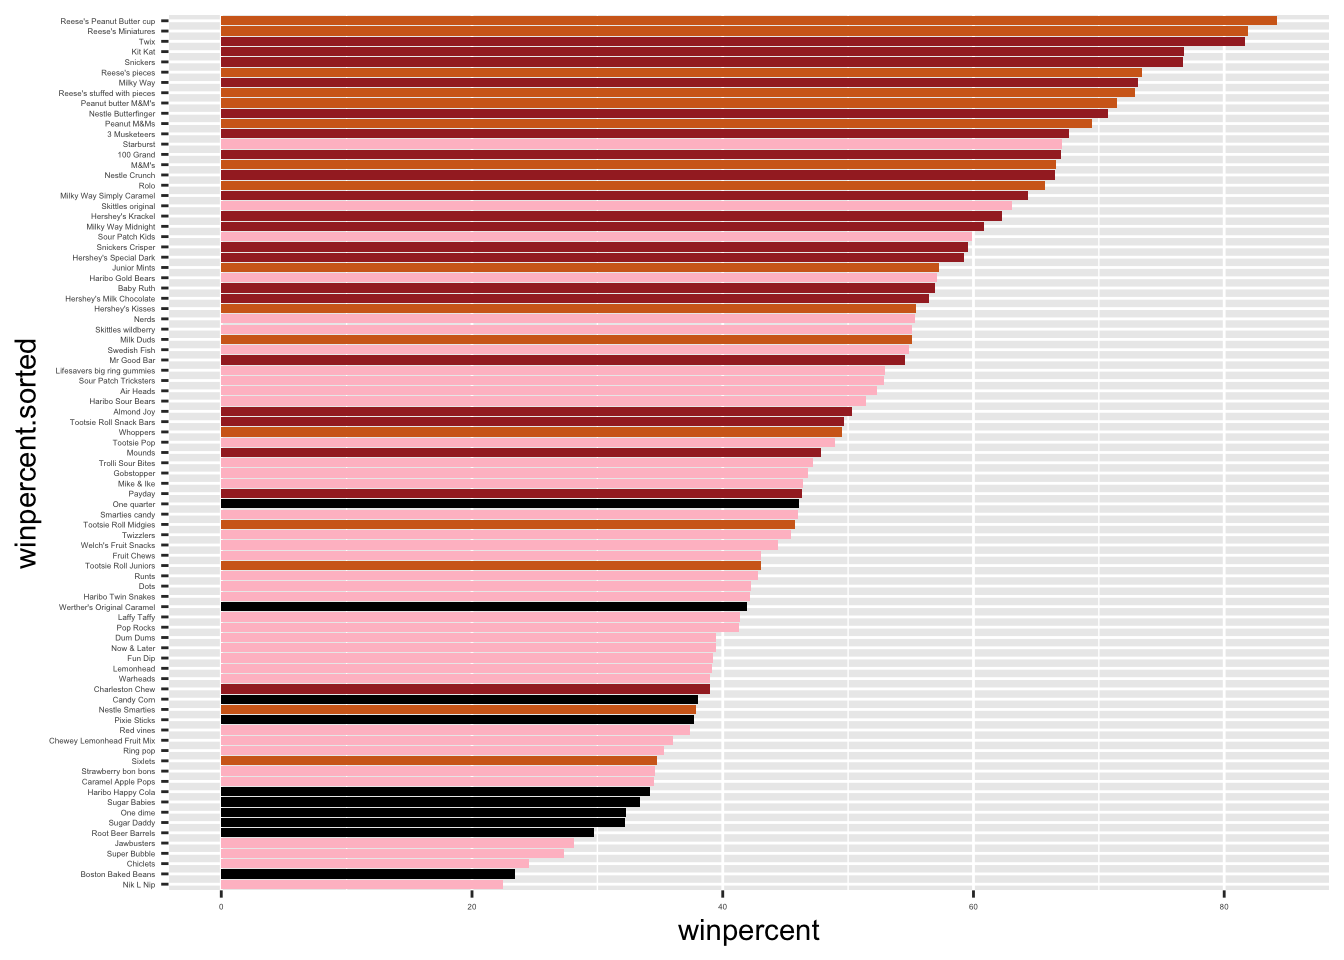 Reese's Peanut Butter cup
Reese's Miniatures
Twix
Kit Kat
Snickers
Reese's pieces
Milky Way
Reese's stuffed with pieces
Peanut butter M&M's
Nestle Butterfinger
Peanut M&Ms
3 Musketeers
Starburst
100 Grand
M&M's
Nestle Crunch
Rolo
Milky Way Simply Caramel
Skittles original
Hershey's Krackel
Milky Way Midnight
Sour Patch Kids
Snickers Crisper
Hershey's Special Dark
Junior Mints
Haribo Gold Bears
Baby Ruth
Hershey's Milk Chocolate
Hershey's Kisses
Nerds
Skittles wildberry
Milk Duds
Swedish Fish
Mr Good Bar
Lifesavers big ring gummies
Sour Patch Tricksters
Air Heads
Haribo Sour Bears
Almond Joy
Tootsie Roll Snack Bars
Whoppers
Tootsie Pop
Mounds
Trolli Sour Bites
Gobstopper
Mike & Ike
Payday
One quarter
Smarties candy
Tootsie Roll Midgies
Twizzlers
Welch's Fruit Snacks
Fruit Chews
Tootsie Roll Juniors
Runts
Dots
Haribo Twin Snakes
Werther's Original Caramel
Laffy Taffy
Pop Rocks
Dum Dums
Now & Later
Fun Dip
Lemonhead
Warheads
Charleston Chew
Candy Corn
Nestle Smarties
Pixie Sticks
Red vines
Chewey Lemonhead Fruit Mix
Ring pop
Sixlets
Strawberry bon bons
Caramel Apple Pops
Haribo Happy Cola
Sugar Babies
One dime
Sugar Daddy
Root Beer Barrels
Jawbusters
Super Bubble
Chiclets
Boston Baked Beans
Nik L Nip
winpercent.sorted
0 20 40 60 80
winpercent